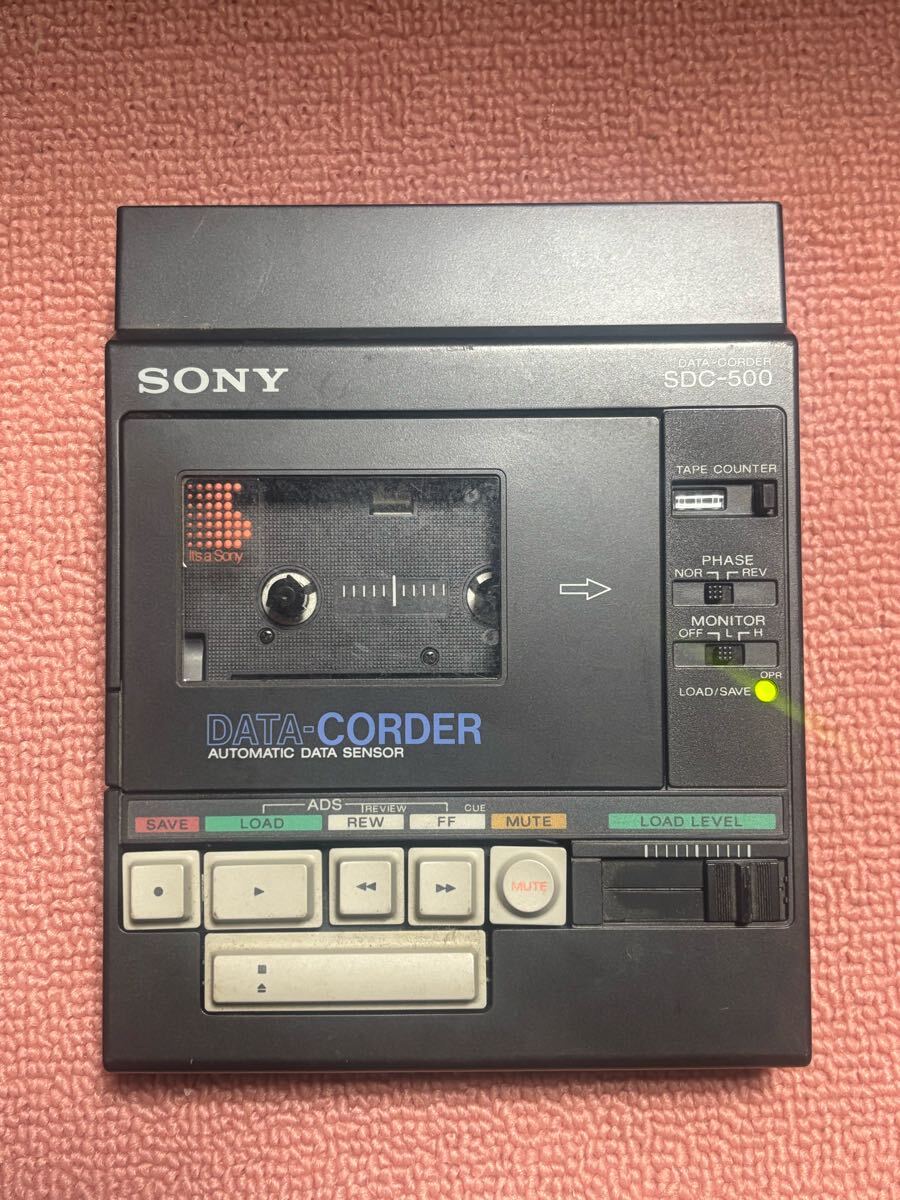 SONY
DATA-CORDER
SDC-500
TAPE COUNTER
It's a Sony
PHASE
NOR REV
MONITOR
OFF L H
OPR
LOAD/SAVE
DATA-CORDER
AUTOMATIC DATA SENSOR
ADS REVIEW CUE
SAVE LOAD REW FF MUTE LOAD LEVEL
MUTE